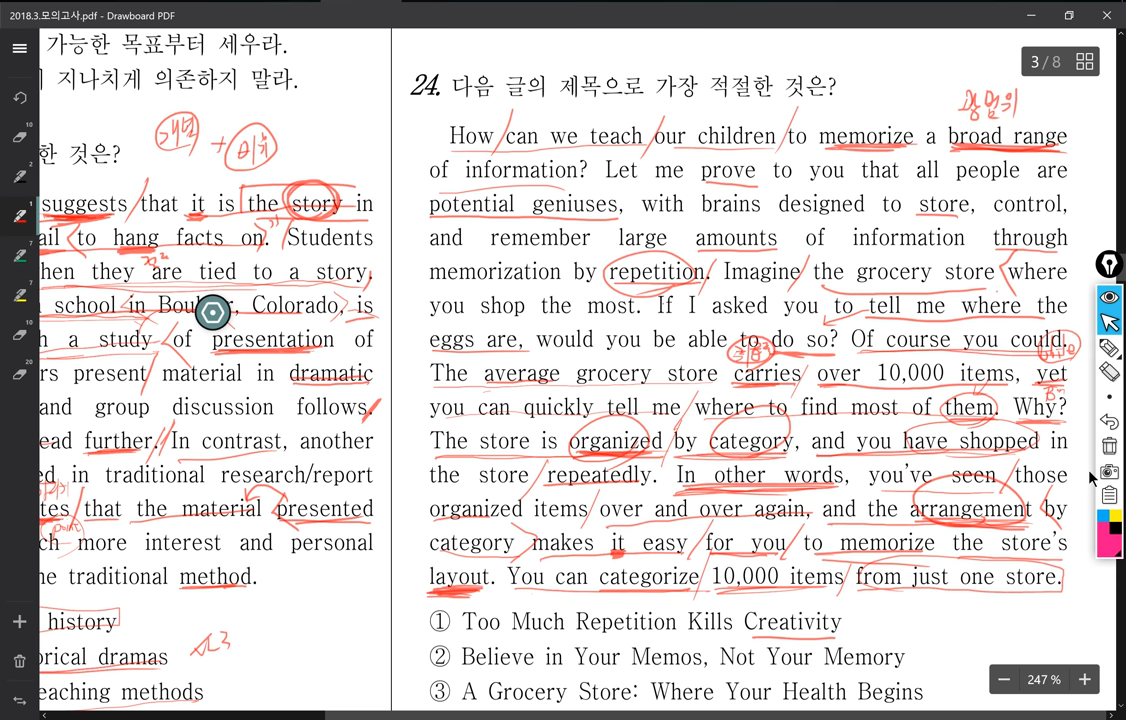 2018.3.모의고사.pdf - Drawboard PDF
가능한 목표부터 세우라.
지나치게 의존하지 말라.
한 것은?
개념 + 비유
suggests that it is the story in
ail to hang facts on. Students
hen they are tied to a story,
school in Boulder, Colorado, is
h a study of presentation of
rs present material in dramatic
and group discussion follows.
ead further. In contrast, another
ed in traditional research/report
tes that the material presented
point
ch more interest and personal
he traditional method.
history
orical dramas
eaching methods
3 / 8
24. 다음 글의 제목으로 가장 적절한 것은?
광범위
How can we teach our children to memorize a broad range
of information? Let me prove to you that all people are
potential geniuses, with brains designed to store, control,
and remember large amounts of information through
memorization by repetition. Imagine the grocery store where
you shop the most. If I asked you to tell me where the
eggs are, would you be able to do so? Of course you could.
The average grocery store carries over 10,000 items, yet
you can quickly tell me where to find most of them. Why?
The store is organized by category, and you have shopped in
the store repeatedly. In other words, you've seen those
organized items over and over again, and the arrangement by
category makes it easy for you to memorize the store's
layout. You can categorize 10,000 items from just one store.
① Too Much Repetition Kills Creativity
② Believe in Your Memos, Not Your Memory
③ A Grocery Store: Where Your Health Begins
247 %